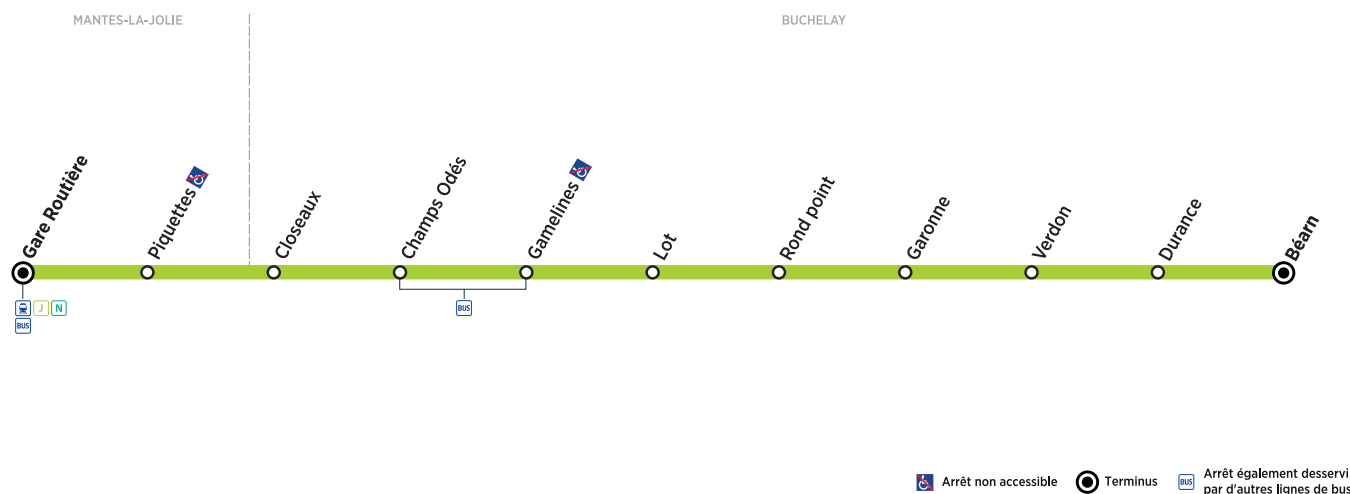 MANTES-LA-JOLIE
BUCHELAY
Gare Routière
Piquettes
Closeaux
Champs Odés
Gamelines
Lot
Rond point
Garonne
Verdon
Durance
Béarn
J N
BUS
BUS
Arrêt non accessible
Terminus
BUS
Arrêt également desservi
par d'autres lignes de bus